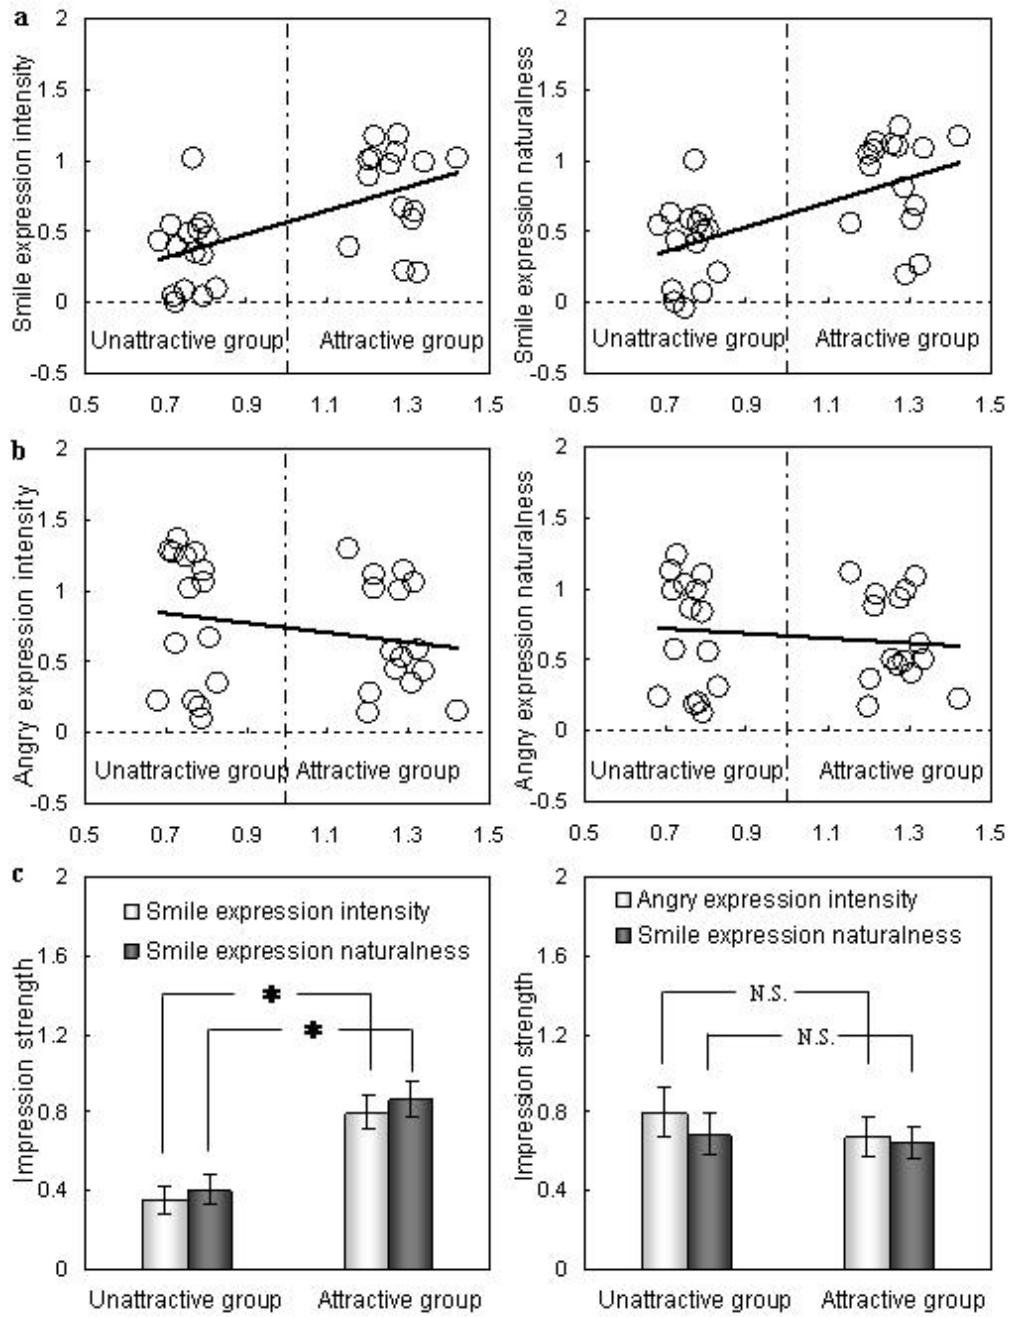 a
Smile expression intensity
2
1.5
1
0.5
0
-0.5
Unattractive group
Attractive group
0.5 0.7 0.9 1.1 1.3 1.5
Smile expression naturalness
2
1.5
1
0.5
0
-0.5
Unattractive group
Attractive group
0.5 0.7 0.9 1.1 1.3 1.5
b
Angry expression intensity
2
1.5
1
0.5
0
-0.5
Unattractive group
Attractive group
0.5 0.7 0.9 1.1 1.3 1.5
Angry expression naturalness
2
1.5
1
0.5
0
-0.5
Unattractive group
Attractive group
0.5 0.7 0.9 1.1 1.3 1.5
c
Impression strength
2
1.6
1.2
0.8
0.4
0
Smile expression intensity
Smile expression naturalness
*
*
Unattractive group
Attractive group
Impression strength
2
1.6
1.2
0.8
0.4
0
Angry expression intensity
Smile expression naturalness
N.S.
N.S.
Unattractive group
Attractive group